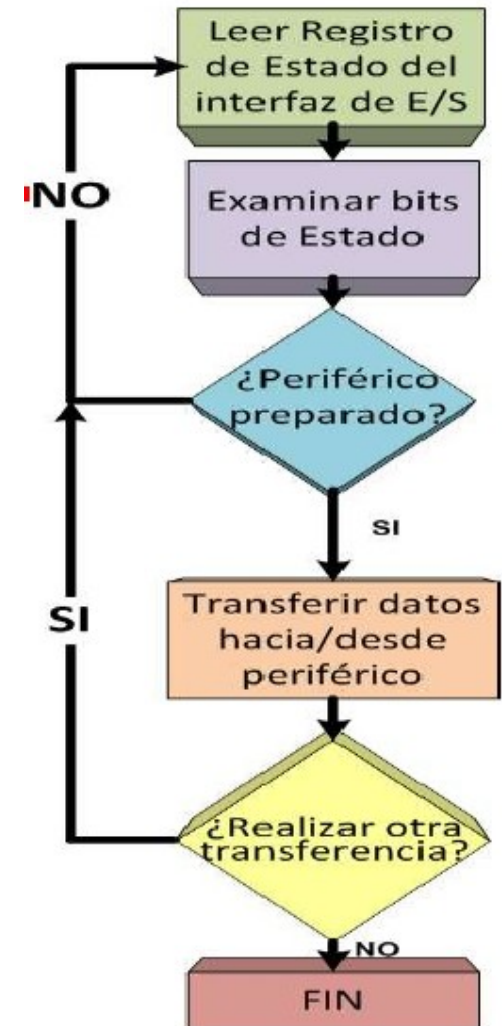 Leer Registro
de Estado del
interfaz de E/S
NO
Examinar bits
de Estado
¿Periférico
preparado?
SI
Transferir datos
hacia/desde
periférico
SI
¿Realizar otra
transferencia?
NO
FIN